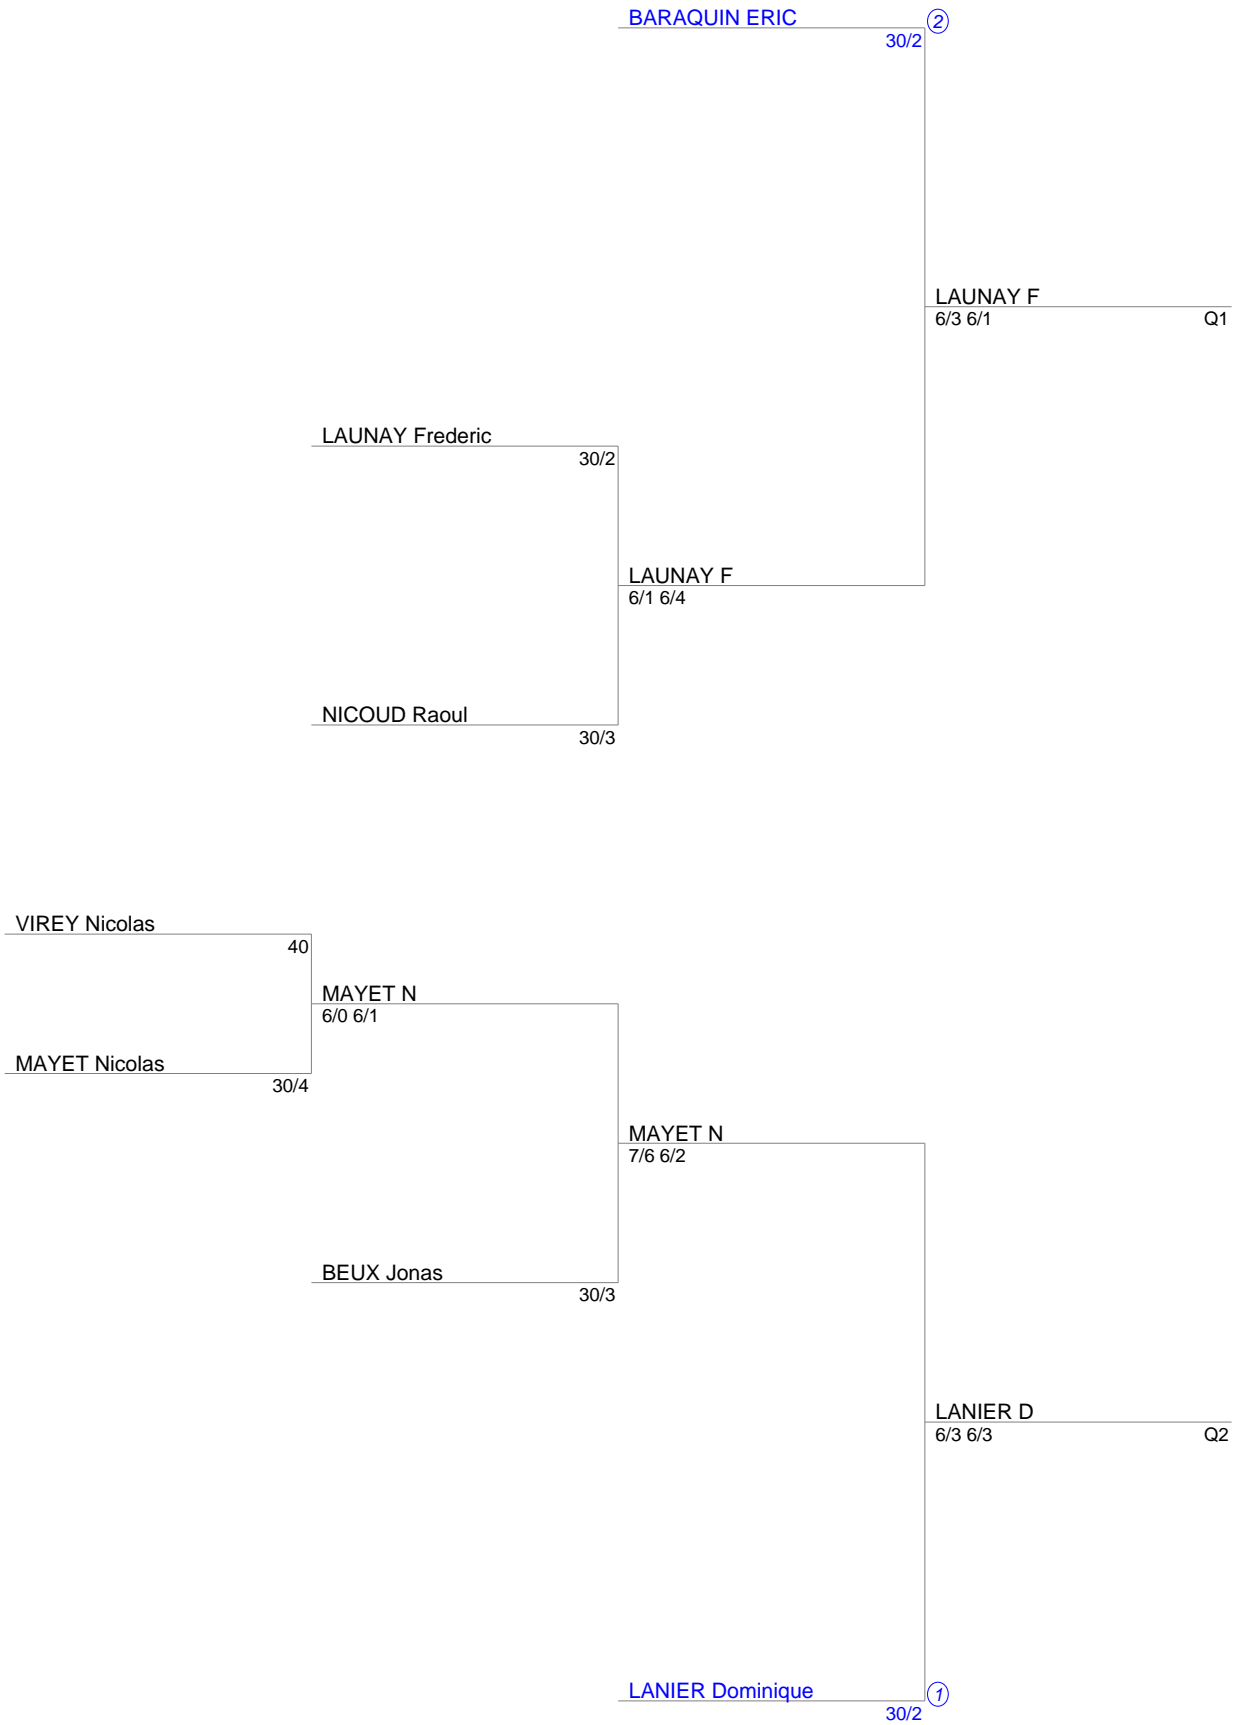 BARAQUIN ERIC
2
30/2
LAUNAY F
6/3 6/1
Q1
LAUNAY Frederic
30/2
LAUNAY F
6/1 6/4
NICOUD Raoul
30/3
VIREY Nicolas
40
MAYET N
6/0 6/1
MAYET Nicolas
30/4
MAYET N
7/6 6/2
BEUX Jonas
30/3
LANIER D
6/3 6/3
Q2
LANIER Dominique
1
30/2